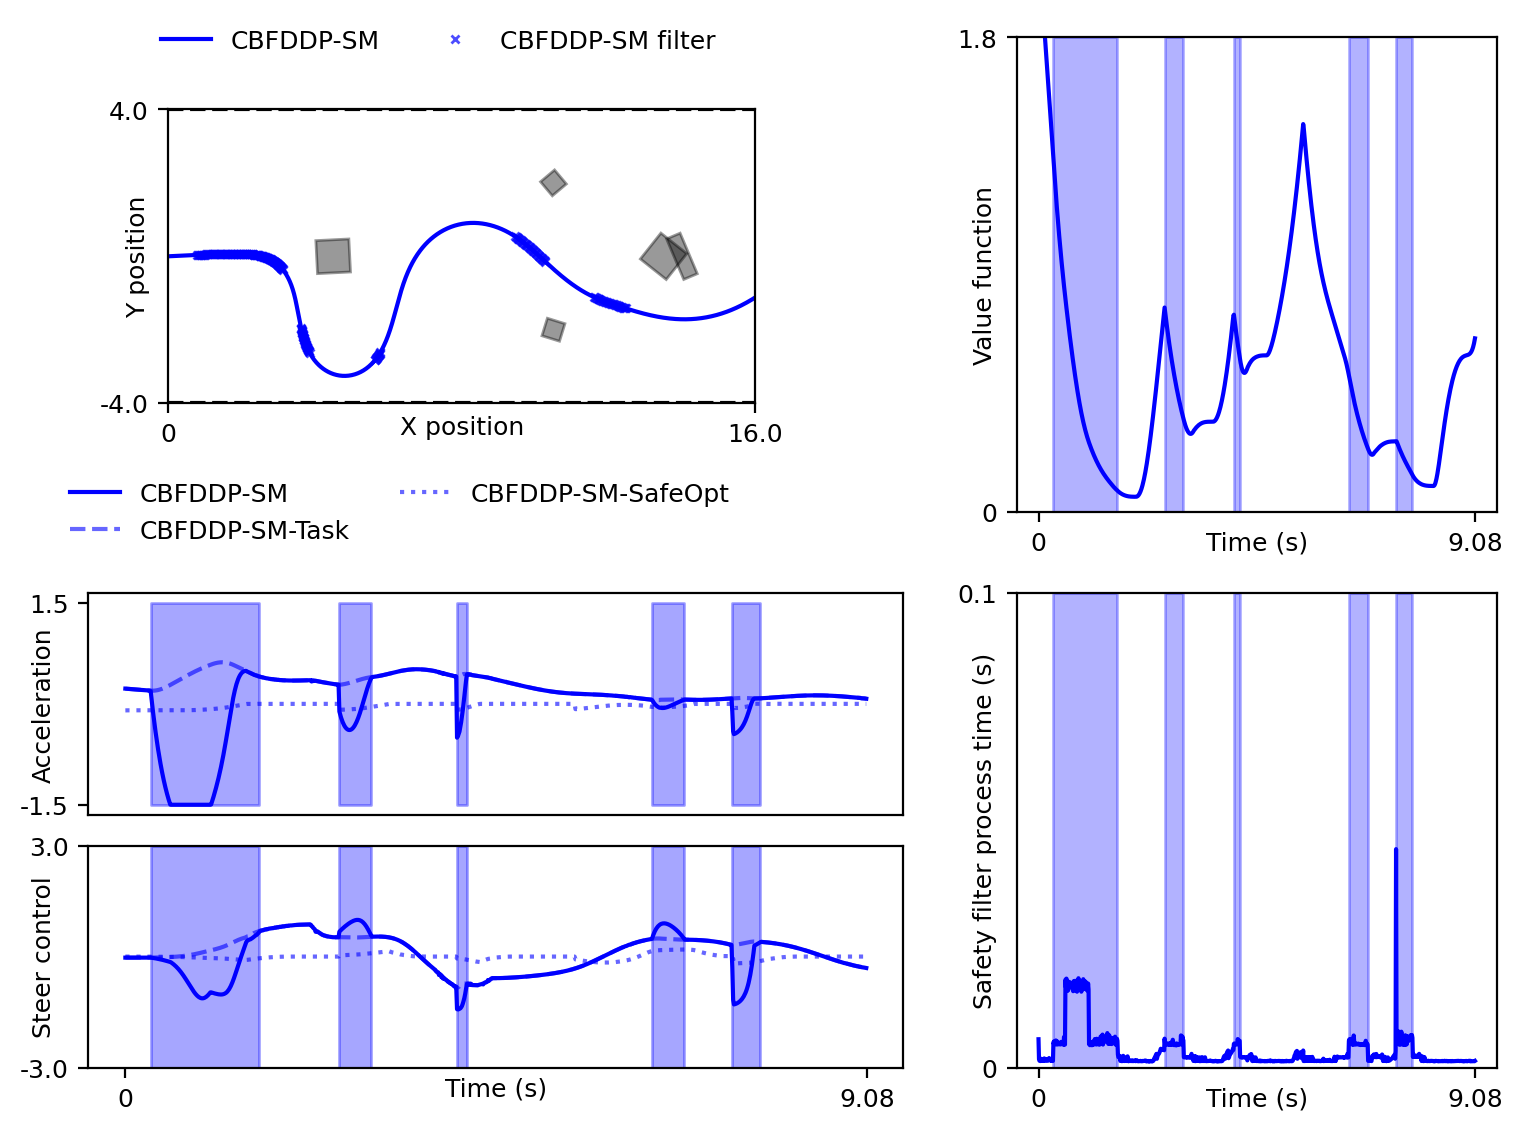 CBFDDP-SM
CBFDDP-SM filter
4.0
Y position
-4.0
0
X position
16.0
1.8
Value function
0
0
Time (s)
9.08
CBFDDP-SM
CBFDDP-SM-SafeOpt
CBFDDP-SM-Task
1.5
Acceleration
-1.5
3.0
Steer control
-3.0
0
Time (s)
9.08
0.1
Safety filter process time (s)
0
0
Time (s)
9.08